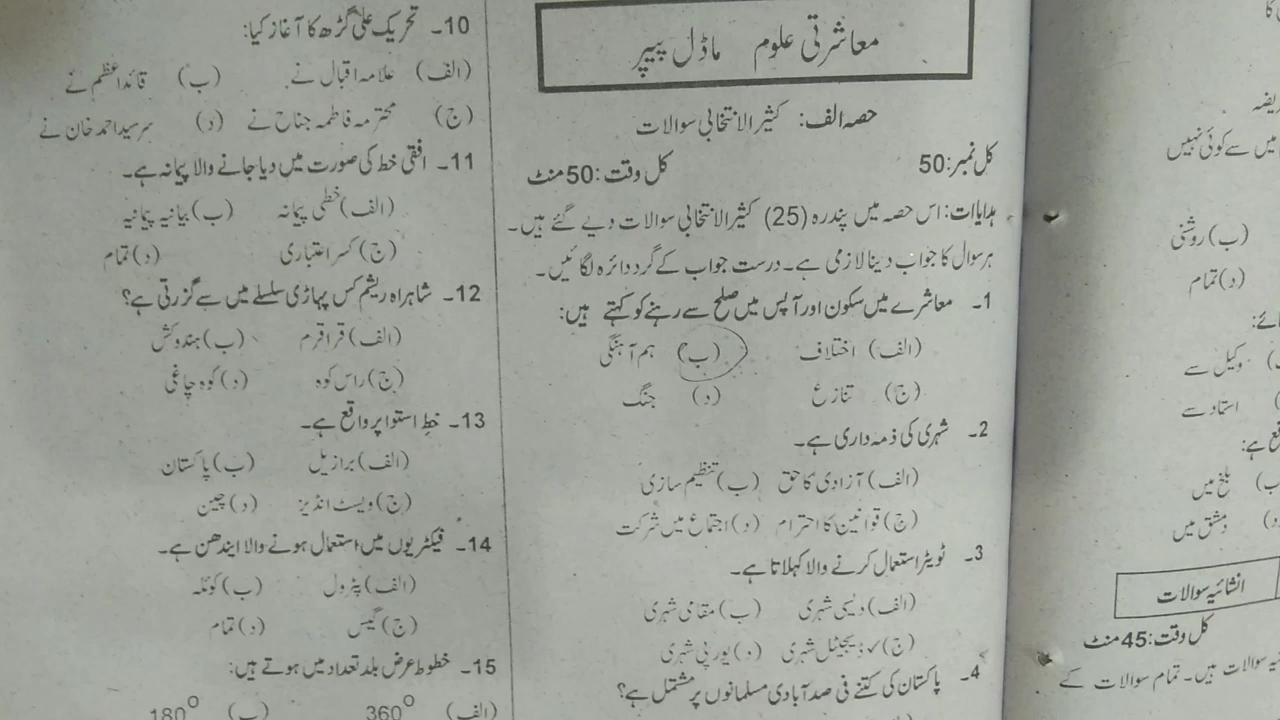 معاشرتی علوم ماڈل پیپر
حصہ الف: کثیر الانتخابی سوالات
کل نمبر:50 کل وقت:50 منٹ
ہدایات: اس حصہ میں پندرہ (25) کثیر الانتخابی سوالات دیے گئے ہیں۔
ہر سوال کا جواب دینا لازمی ہے۔ درست جواب کے گرد دائرہ لگائیں۔
1۔ معاشرے میں سکون اور آپس میں صلح سے رہنے کو کہتے ہیں:
(الف) اختلاف (ب) ہم آہنگی
(ج) تنازع (د) جنگ
2۔ شہری کی ذمہ داری ہے۔
(الف) آزادی کا حق (ب) تنظیم سازی
(ج) قوانین کا احترام (د) اجتماع میں شرکت
3۔ ٹویٹر استعمال کرنے والا کہلاتا ہے۔
(الف) دیسی شہری (ب) مقامی شہری
(ج) ڈیجیٹل شہری (د) یورپی شہری
4۔ پاکستان کی کتنے فی صد آبادی مسلمانوں پر مشتمل ہے؟
10۔ تحریک علی گڑھ کا آغاز کیا:
(الف) علامہ اقبال نے (ب) قائد اعظم نے
(ج) محترمہ فاطمہ جناح نے (د) سر سید احمد خان نے
11۔ افقی خط کی صورت میں دیا جانے والا پیمانہ ہے۔
(الف) خطی پیمانہ (ب) بیانیہ پیمانیہ
(ج) کسر اعتباری (د) تمام
12۔ شاہراہ ریشم کس پہاڑی سلسلے میں سے گزرتی ہے؟
(الف) قراقرم (ب) ہندوکش
(ج) راس کوہ (د) کوہ چاغی
13۔ خطِ استوا پر واقع ہے۔
(الف) برازیل (ب) پاکستان
(ج) ویسٹ انڈیز (د) چین
14۔ فیکٹریوں میں استعمال ہونے والا ایندھن ہے۔
(الف) پٹرول (ب) کوئلہ
(ج) گیس (د) تمام
15۔ خطوط عرض بلد تعداد میں ہوتے ہیں:
(الف) 360° (ب) 180°
میں سے کوئی نہیں
(ب) روشنی
(د) تمام
وکیل سے
استاد سے
بلخ میں
دمشق میں
انشائیہ سوالات
کل وقت:45 منٹ
سوالات ہیں۔ تمام سوالات کے